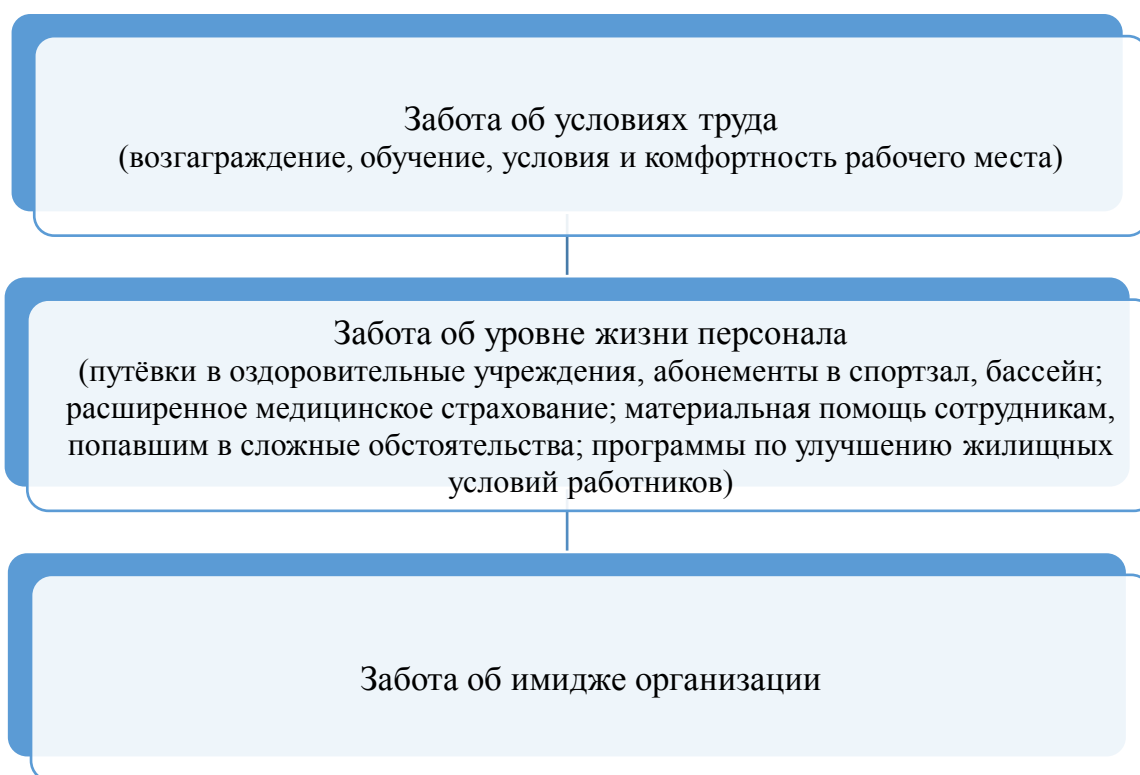 Забота об условиях труда
(возгаграждение, обучение, условия и комфортность рабочего места)
Забота об уровне жизни персонала
(путёвки в оздоровительные учреждения, абонементы в спортзал, бассейн;
расширенное медицинское страхование; материальная помощь сотрудникам,
попавшим в сложные обстоятельства; программы по улучшению жилищных
условий работников)
Забота об имидже организации